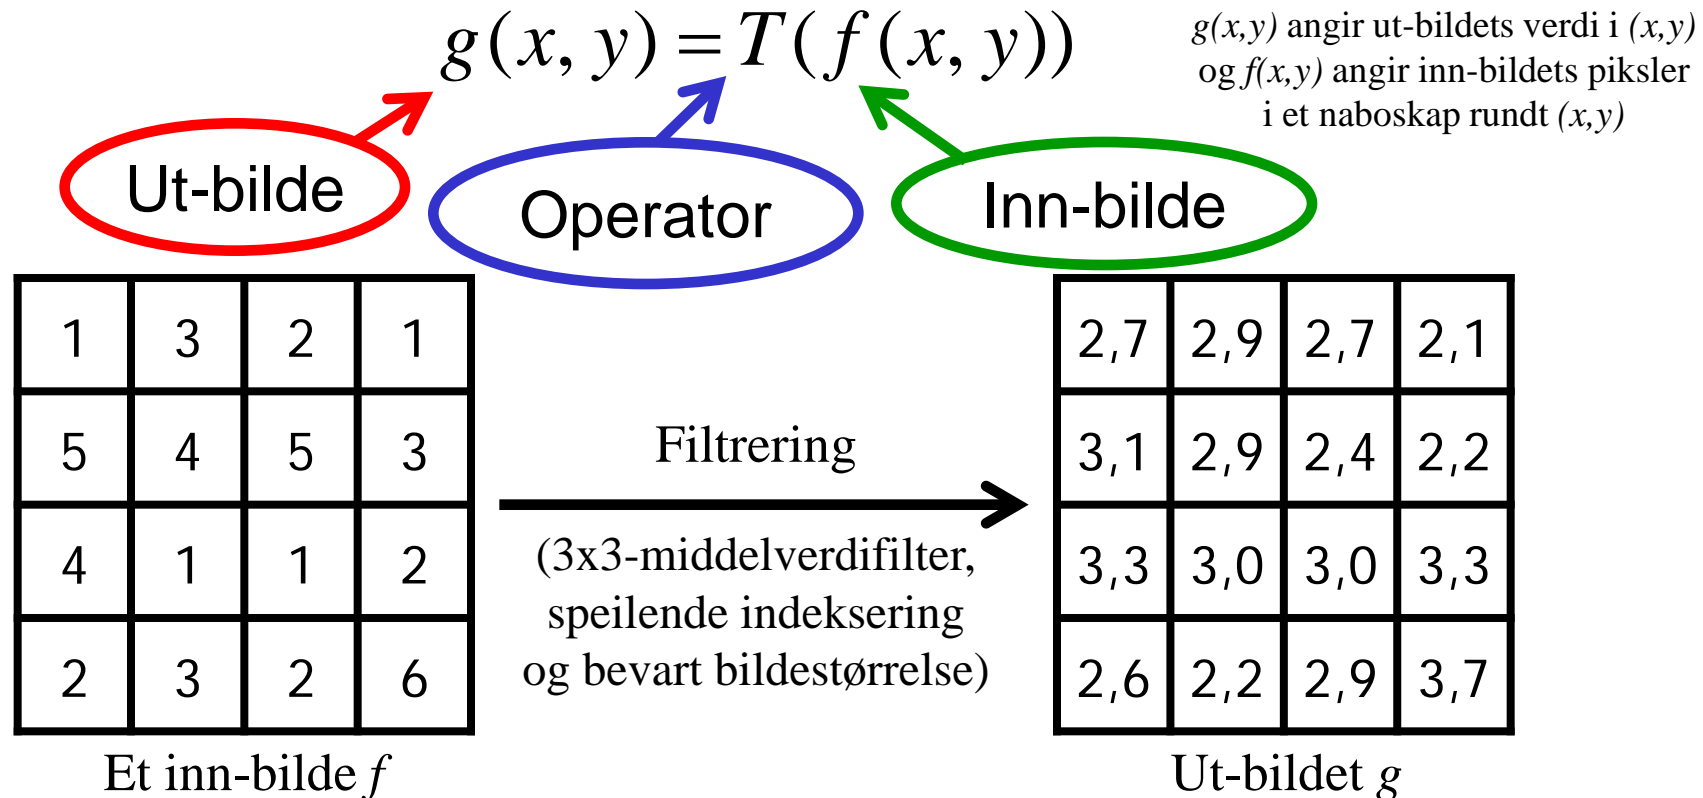 g(x, y) = T(f(x, y))
g(x,y) angir ut-bildets verdi i (x,y)
og f(x,y) angir inn-bildets piksler
i et naboskap rundt (x,y)
Ut-bilde
Operator
Inn-bilde
1 3 2 1
5 4 5 3
4 1 1 2
2 3 2 6
Et inn-bilde f
Filtrering
(3x3-middelverdifilter,
speilende indeksering
og bevart bildestørrelse)
2,7 2,9 2,7 2,1
3,1 2,9 2,4 2,2
3,3 3,0 3,0 3,3
2,6 2,2 2,9 3,7
Ut-bildet g